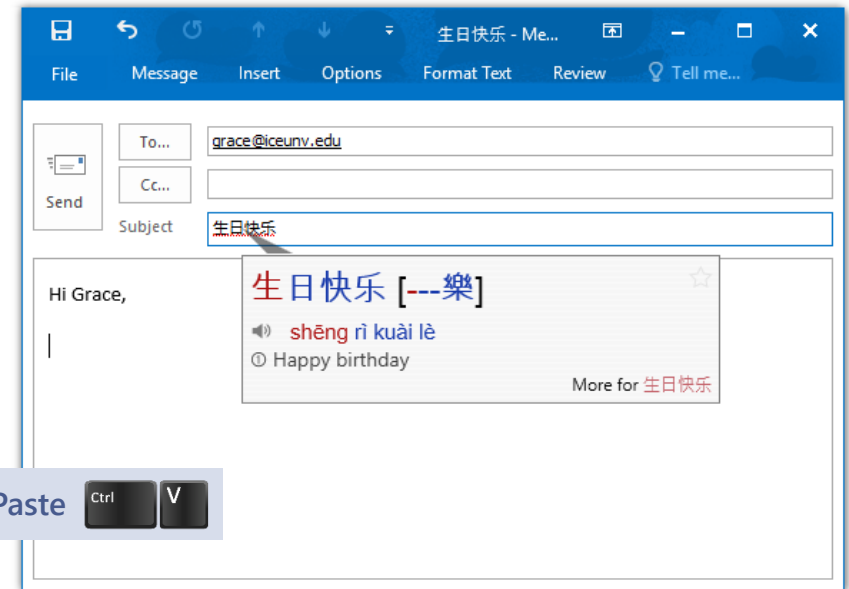 生日快乐 - Me...
File Message Insert Options Format Text Review Tell me...
To... grace@iceunv.edu
Cc...
Send
Subject 生日快乐
生日快乐 [---樂]
shēng rì kuài lè
① Happy birthday
More for 生日快乐
Hi Grace,
Paste Ctrl V